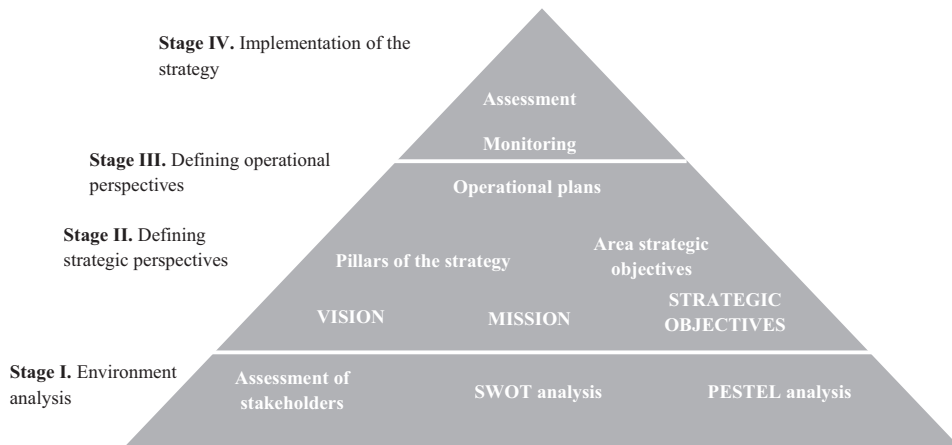 Stage IV. Implementation of the
strategy
Assessment
Monitoring
Stage III. Defining operational
perspectives
Operational plans
Stage II. Defining
strategic perspectives
Pillars of the strategy
Area strategic
objectives
VISION
MISSION
STRATEGIC
OBJECTIVES
Stage I. Environment
analysis
Assessment of
stakeholders
SWOT analysis
PESTEL analysis